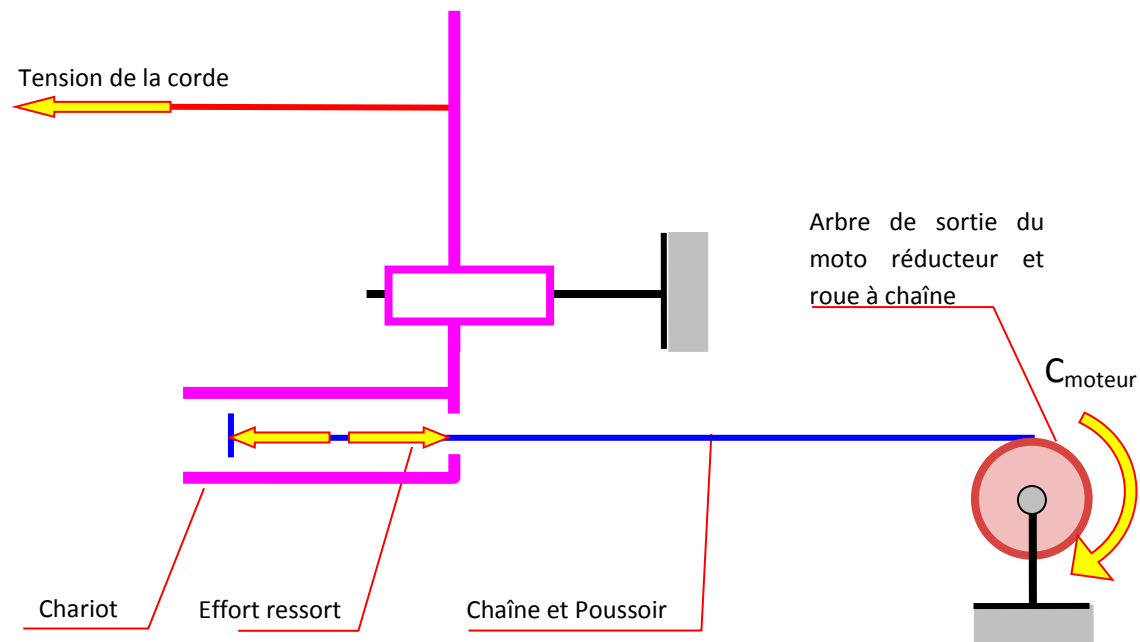 Tension de la corde
Arbre de sortie du
moto réducteur et
roue à chaîne
Cmoteur
Chariot
Effort ressort
Chaîne et Poussoir